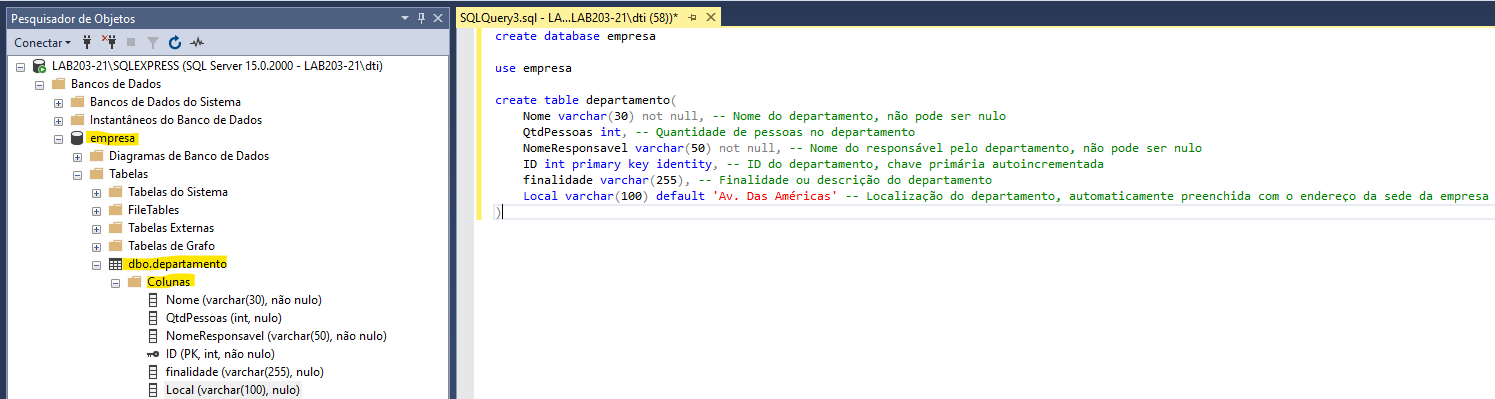 Pesquisador de Objetos
Conectar
LAB203-21\SQLEXPRESS (SQL Server 15.0.2000 - LAB203-21\dti)
Bancos de Dados
Bancos de Dados do Sistema
Instantâneos do Banco de Dados
empresa
Diagramas de Banco de Dados
Tabelas
Tabelas do Sistema
FileTables
Tabelas Externas
Tabelas de Grafo
dbo.departamento
Colunas
Nome (varchar(30), não nulo)
QtdPessoas (int, nulo)
NomeResponsavel (varchar(50), não nulo)
ID (PK, int, não nulo)
finalidade (varchar(255), nulo)
Local (varchar(100), nulo)
SQLQuery3.sql - LA...LAB203-21\dti (58))*
create database empresa
use empresa
create table departamento(
Nome varchar(30) not null, -- Nome do departamento, não pode ser nulo
QtdPessoas int, -- Quantidade de pessoas no departamento
NomeResponsavel varchar(50) not null, -- Nome do responsável pelo departamento, não pode ser nulo
ID int primary key identity, -- ID do departamento, chave primária autoincrementada
finalidade varchar(255), -- Finalidade ou descrição do departamento
Local varchar(100) default 'Av. Das Américas' -- Localização do departamento, automaticamente preenchida com o endereço da sede da empresa
)